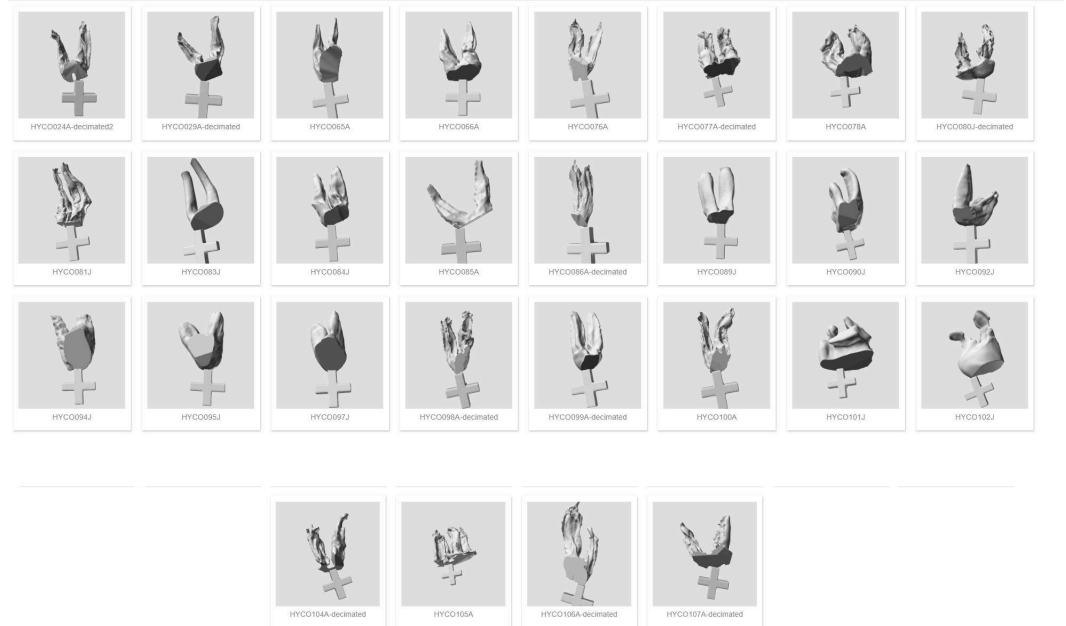 HYCO024A-decimated2
HYCO029A-decimated
HYCO065A
HYCO066A
HYCO076A
HYCO077A-decimated
HYCO078A
HYCO080J-decimated
HYCO081J
HYCO083J
HYCO084J
HYCO085A
HYCO086A-decimated
HYCO089J
HYCO090J
HYCO092J
HYCO094J
HYCO095J
HYCO097J
HYCO098A-decimated
HYCO099A-decimated
HYCO100A
HYCO101J
HYCO102J
HYCO104A-decimated
HYCO105A
HYCO106A-decimated
HYCO107A-decimated